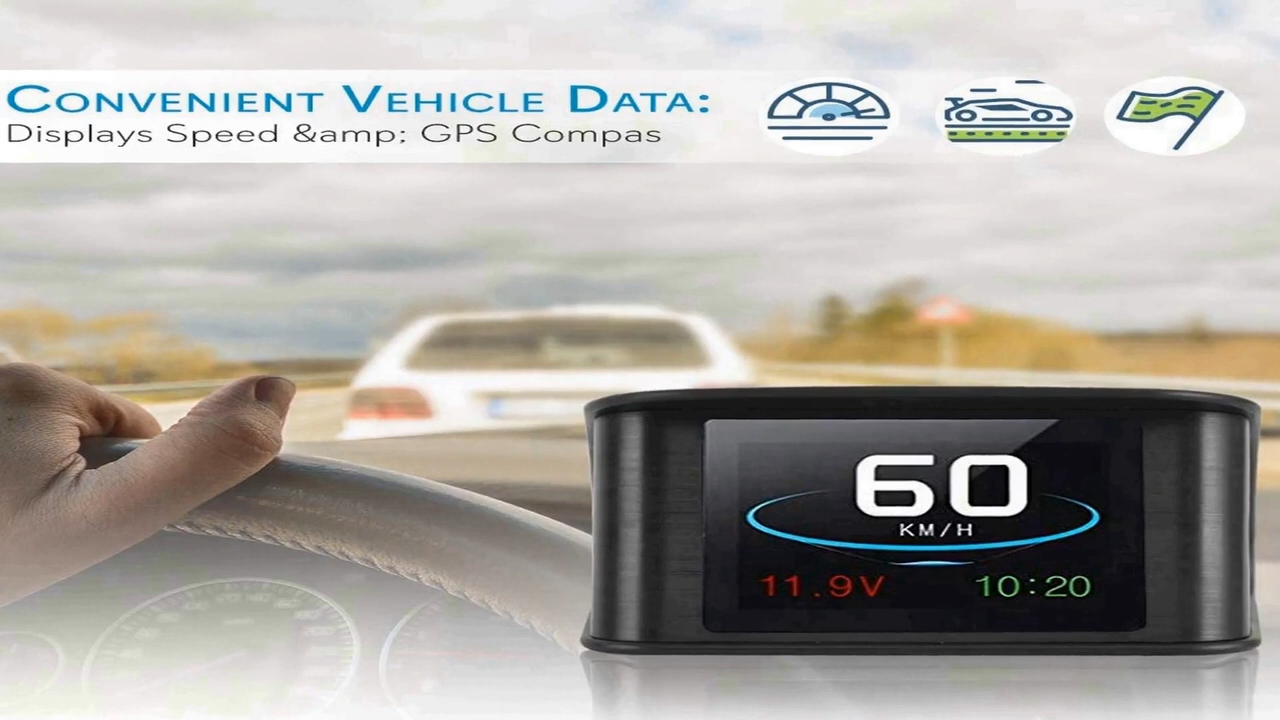 CONVENIENT VEHICLE DATA:
Displays Speed &amp; GPS Compas
60
KM/H
11.9V 10:20